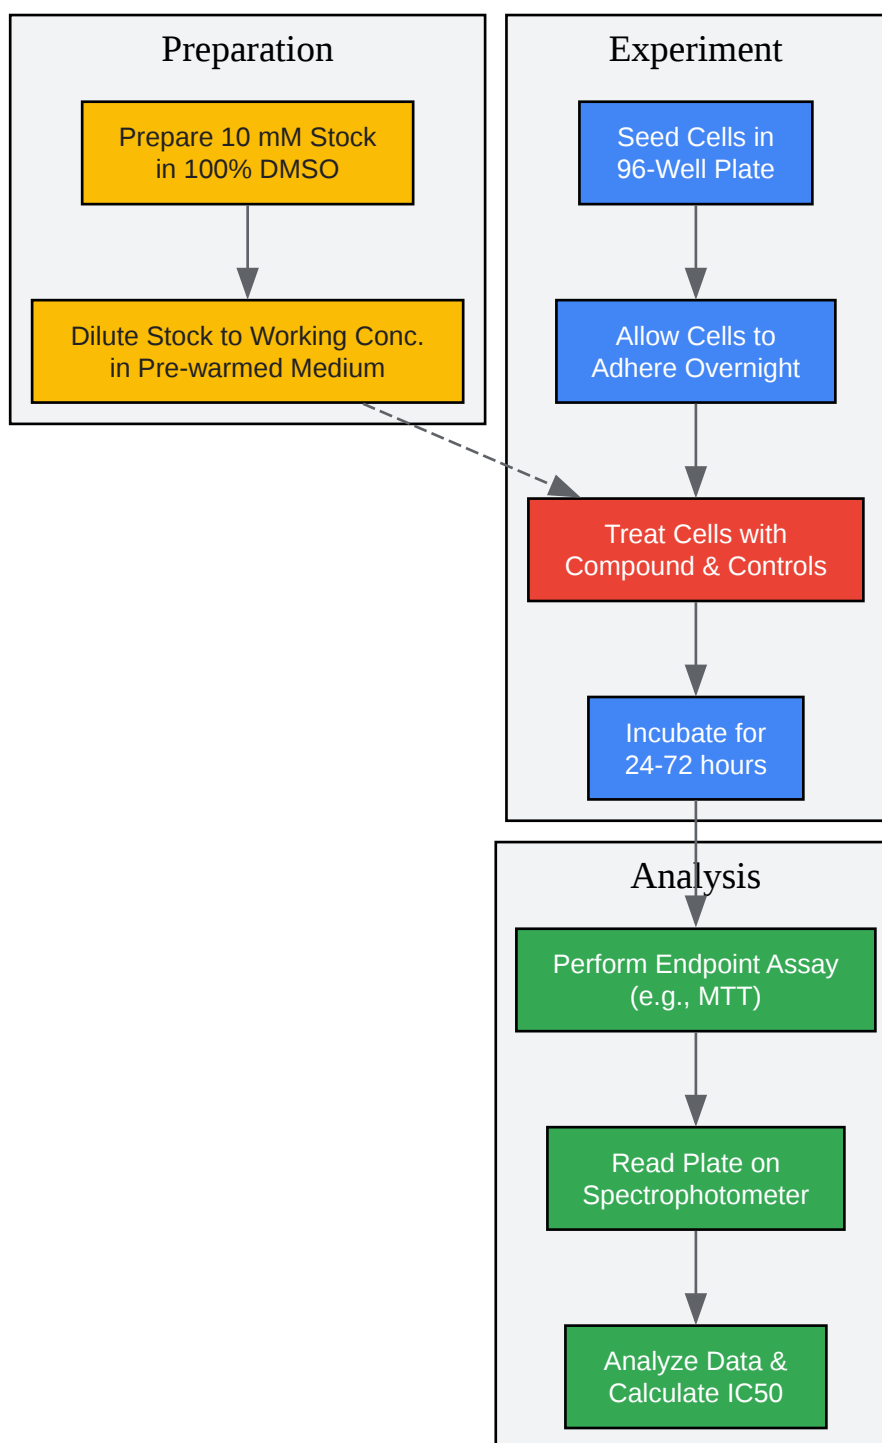 Preparation
Prepare 10 mM Stock
in 100% DMSO
Dilute Stock to Working Conc.
in Pre-warmed Medium
Experiment
Seed Cells in
96-Well Plate
Allow Cells to
Adhere Overnight
Treat Cells with
Compound & Controls
Incubate for
24-72 hours
Analysis
Perform Endpoint Assay
(e.g., MTT)
Read Plate on
Spectrophotometer
Analyze Data &
Calculate IC50